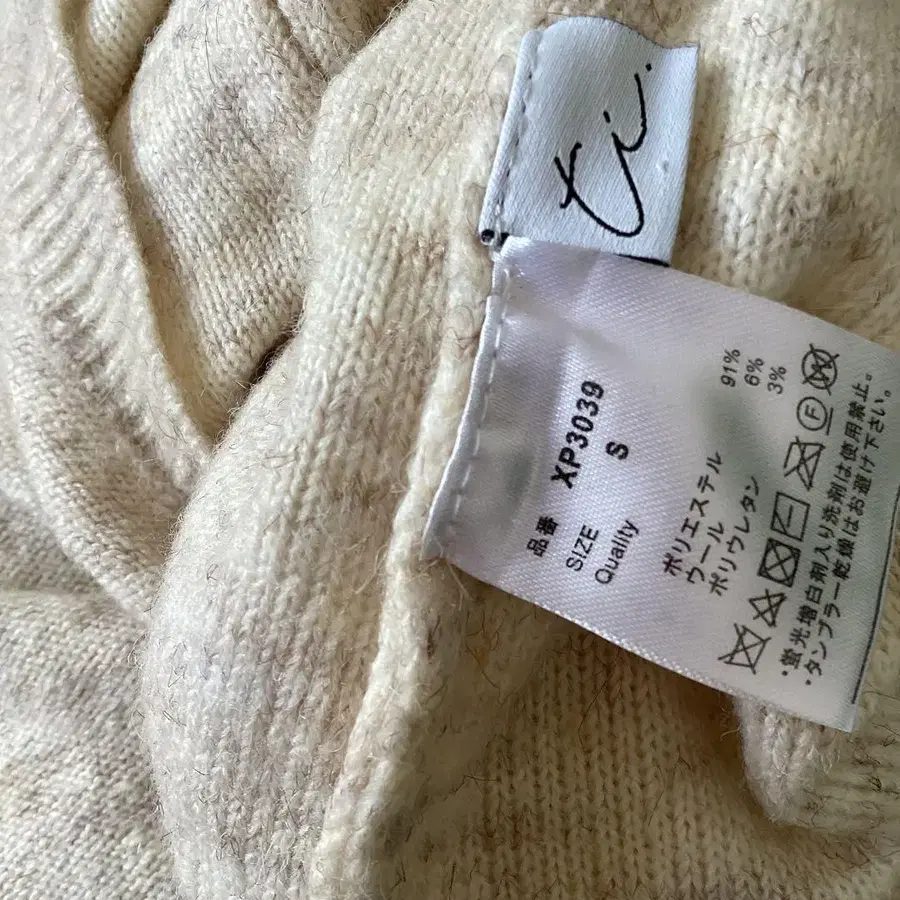 ti.
品番 XP3039
SIZE S
Quality
ポリエステル 91%
ウール 6%
ポリウレタン 3%
F
・蛍光増白剤入り洗剤は使用禁止。
・タンブラー乾燥はお避け下さい。